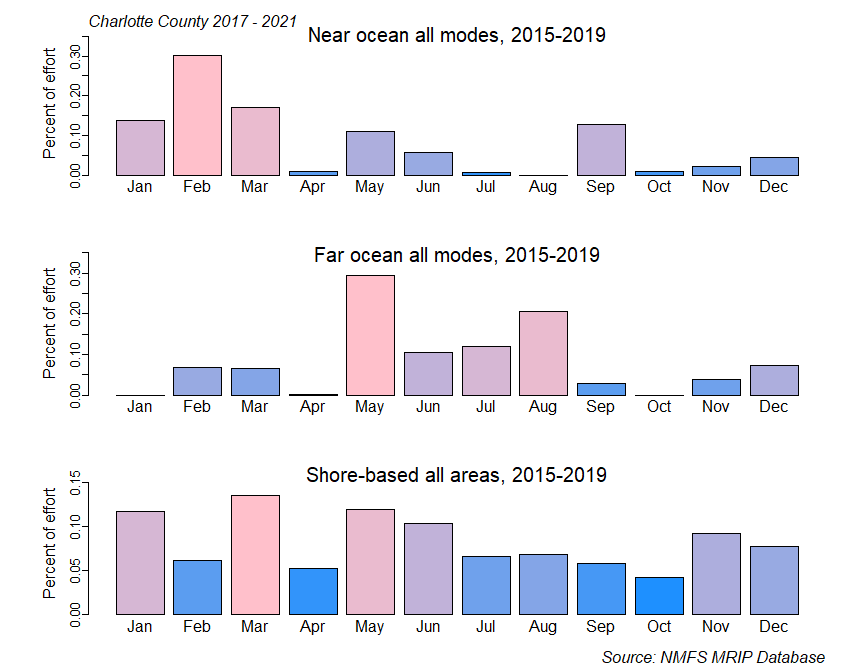 Charlotte County 2017 - 2021
Near ocean all modes, 2015-2019
Percent of effort
0.00 0.10 0.20 0.30
Jan Feb Mar Apr May Jun Jul Aug Sep Oct Nov Dec
Far ocean all modes, 2015-2019
Percent of effort
0.00 0.10 0.20 0.30
Jan Feb Mar Apr May Jun Jul Aug Sep Oct Nov Dec
Shore-based all areas, 2015-2019
Percent of effort
0.00 0.05 0.10 0.15
Jan Feb Mar Apr May Jun Jul Aug Sep Oct Nov Dec
Source: NMFS MRIP Database